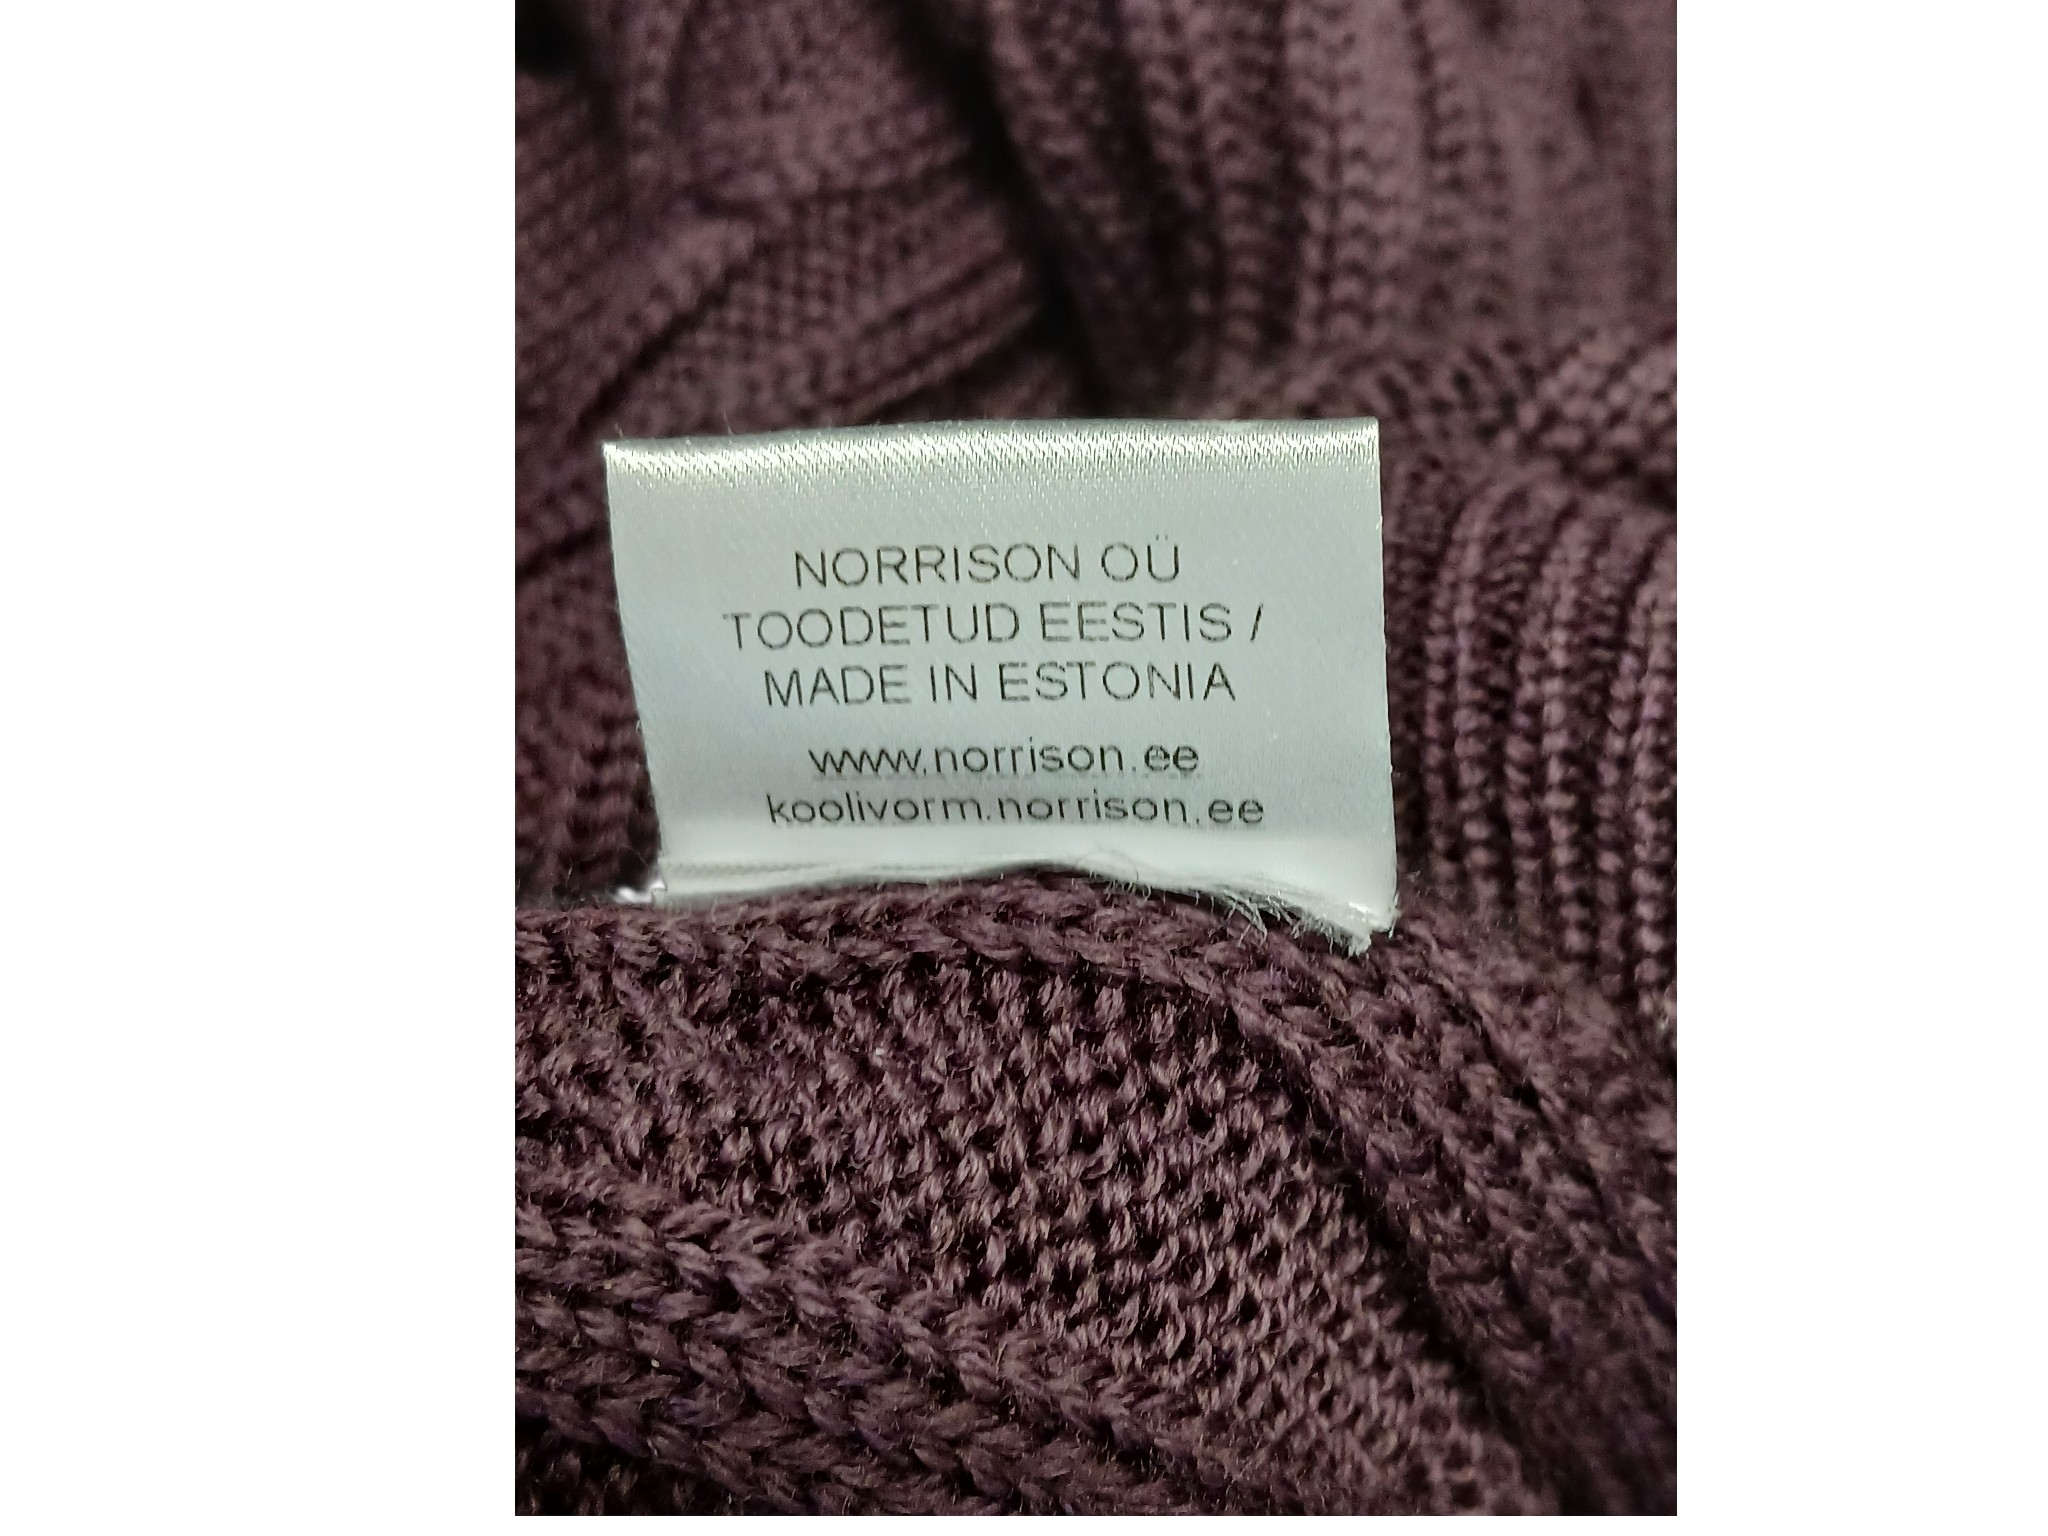 NORRISON OÜ
TOODETUD EESTIS /
MADE IN ESTONIA
www.norrison.ee
koolivorm.norrison.ee